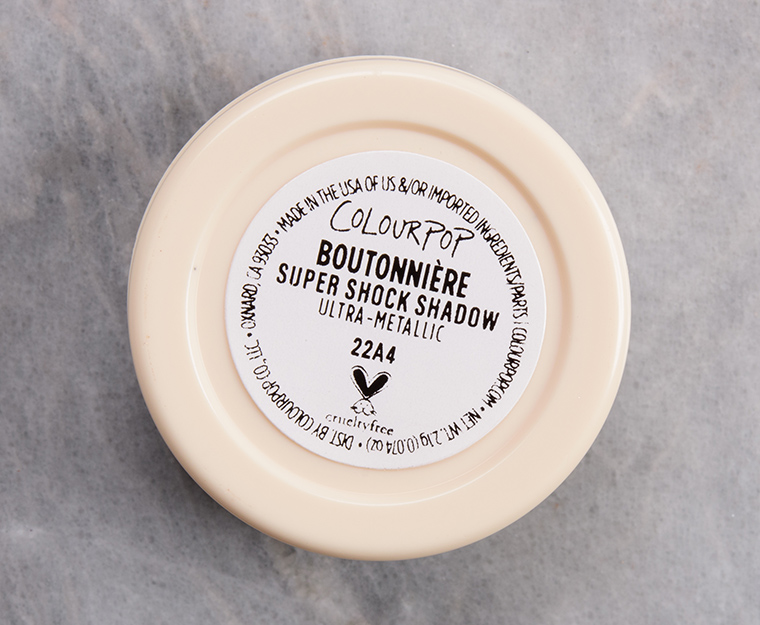 MADE IN THE USA OF US &/OR IMPORTED INGREDIENTS/PARTS | COLOURPOP.COM • NET WT. 2.1g (0.074 oz) • DIST. BY COLOURPOP CO., LLC. • OXNARD, CA 93033 •
COLOURPOP
BOUTONNIÈRE
SUPER SHOCK SHADOW
ULTRA-METALLIC
22A4
crueltyfree